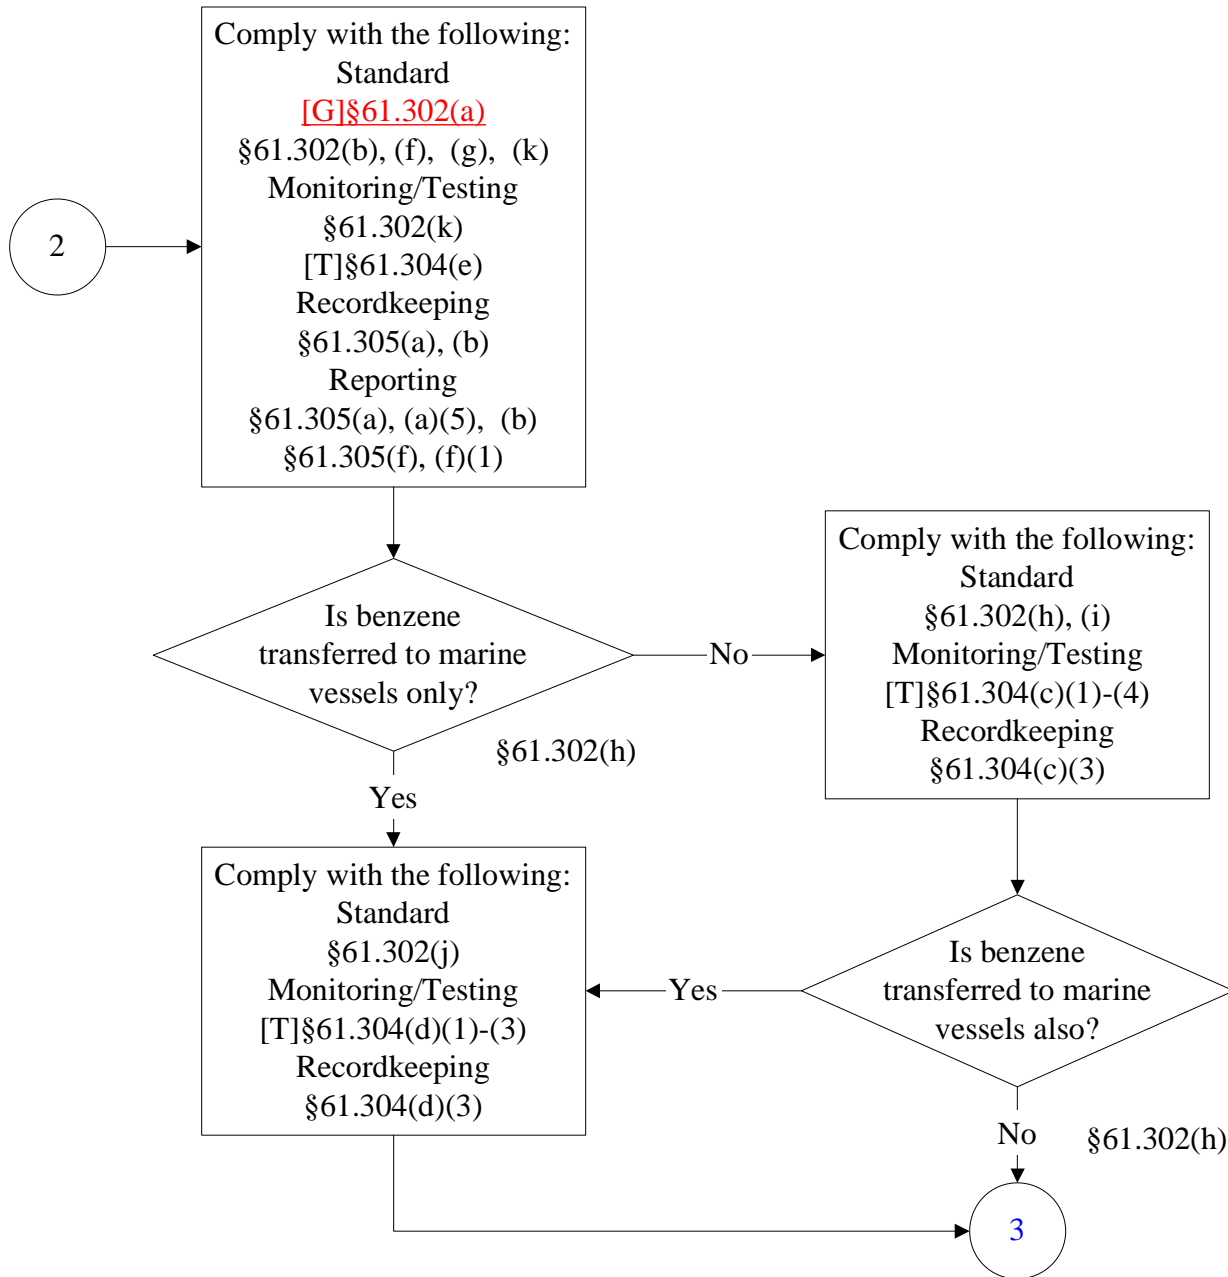 2
Comply with the following:
Standard
[G]§61.302(a)
§61.302(b), (f),  (g),  (k)
Monitoring/Testing
§61.302(k)
[T]§61.304(e)
Recordkeeping
§61.305(a), (b)
Reporting
§61.305(a), (a)(5),  (b)
§61.305(f), (f)(1)
Is benzene
transferred to marine
vessels only?
§61.302(h)
No
Yes
Comply with the following:
Standard
§61.302(h), (i)
Monitoring/Testing
[T]§61.304(c)(1)-(4)
Recordkeeping
§61.304(c)(3)
Comply with the following:
Standard
§61.302(j)
Monitoring/Testing
[T]§61.304(d)(1)-(3)
Recordkeeping
§61.304(d)(3)
Is benzene
transferred to marine
vessels also?
Yes
No
§61.302(h)
3